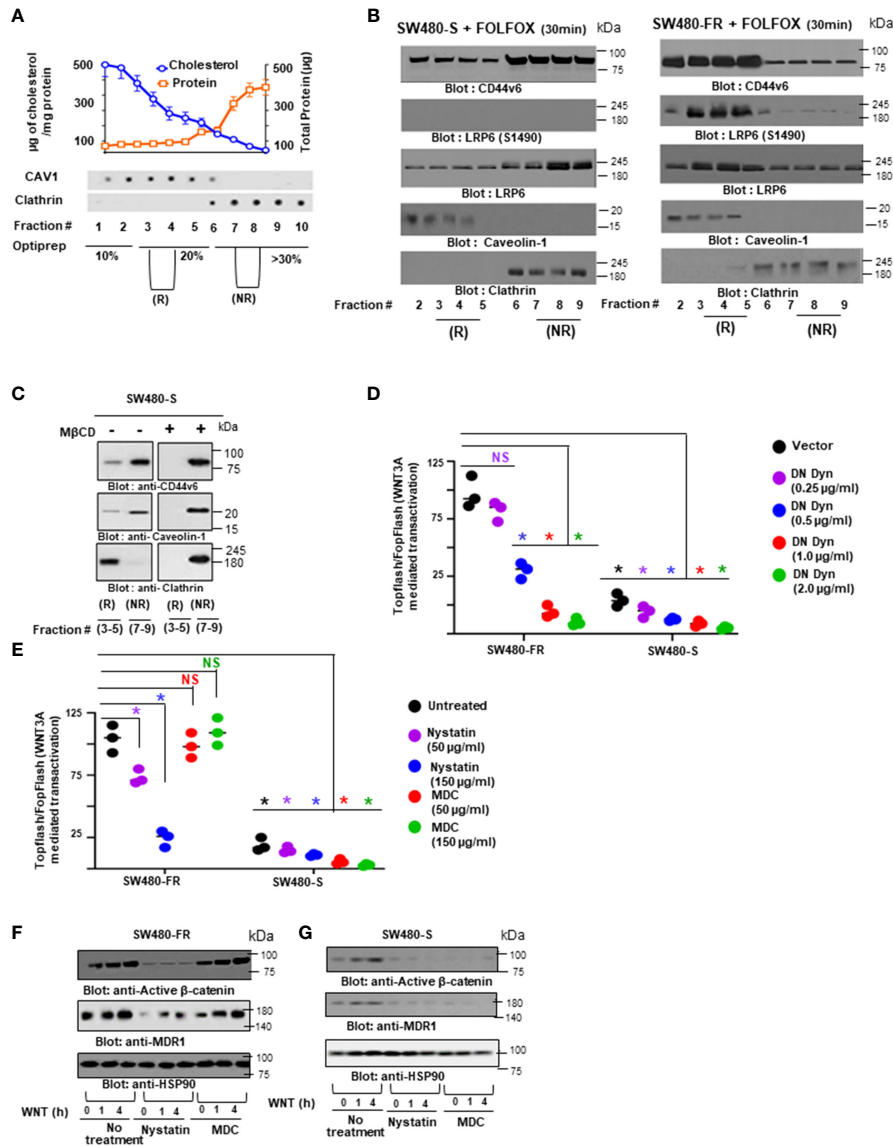 A
500
300
100
µg of cholesterol
/mg protein
Cholesterol
Protein
500
300
100
Total Protein (µg)
CAV1
Clathrin
Fraction # 1 2 3 4 5 6 7 8 9 10
Optiprep 10% 20% >30%
(R) (NR)
B
SW480-S + FOLFOX (30min) kDa
100
75
Blot : CD44v6
245
180
Blot : LRP6 (S1490)
245
180
Blot : LRP6
20
15
Blot : Caveolin-1
245
180
Blot : Clathrin
Fraction # 2 3 4 5 6 7 8 9
(R) (NR)
SW480-FR + FOLFOX (30min) kDa
100
75
Blot : CD44v6
245
180
Blot : LRP6 (S1490)
245
180
Blot : LRP6
20
15
Blot : Caveolin-1
245
180
Blot : Clathrin
Fraction # 2 3 4 5 6 7 8 9
(R) (NR)
C
SW480-S
MβCD - - + + kDa
100
75
Blot : anti-CD44v6
20
15
Blot : anti-Caveolin-1
245
180
Blot : anti-Clathrin
(R) (NR) (R) (NR)
Fraction # (3-5) (7-9) (3-5) (7-9)
D
Topflash/FopFlash (WNT3A
mediated transactivation)
125
75
25
NS
* * *
* * * * *
SW480-FR SW480-S
Vector
DN Dyn
(0.25 µg/ml)
DN Dyn
(0.5 µg/ml)
DN Dyn
(1.0 µg/ml)
DN Dyn
(2.0 µg/ml)
E
Topflash/FopFlash (WNT3A
mediated transactivation)
125
75
25
NS
NS
* *
* * * * *
SW480-FR SW480-S
Untreated
Nystatin
(50 µg/ml)
Nystatin
(150 µg/ml)
MDC
(50 µg/ml)
MDC
(150 µg/ml)
F
SW480-FR kDa
100
75
Blot: anti-Active β-catenin
180
140
Blot: anti-MDR1
100
75
Blot: anti-HSP90
WNT (h) 0 1 4 0 1 4 0 1 4
No
treatment Nystatin MDC
G
SW480-S kDa
100
75
Blot: anti-Active β-catenin
180
140
Blot: anti-MDR1
100
75
Blot: anti-HSP90
WNT (h) 0 1 4 0 1 4 0 1 4
No
treatment Nystatin MDC